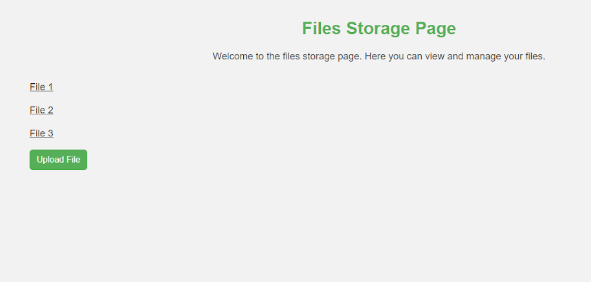 Files Storage Page
Welcome to the files storage page. Here you can view and manage your files.
File 1
File 2
File 3
Upload File